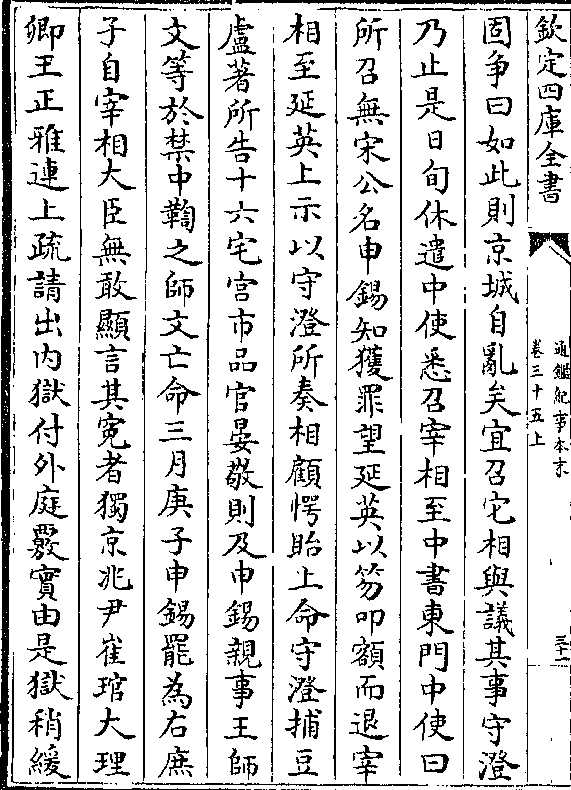 欽定四庫全書
通鑑紀事本末
卷三十五上
三十一
固争曰如此則京城自亂矣宜召宅相與議其事守澄
乃止是日旬休遣中使悉召宰相至中書東門中使曰
所召無宋公名申錫知獲罪望延英以笏叩額而退宰
相至延英上示以守澄所奏相顧愕眙上命守澄捕豆
盧著所告十六宅宫市品官晏敬則及申錫親事王師
文等於禁中鞫之師文亡命三月庚子申錫罷為右庶
子自宰相大臣無敢顯言其寃者獨京兆尹崔琯大理
卿王正雅連上疏請出内獄付外庭覈實由是獄稍緩